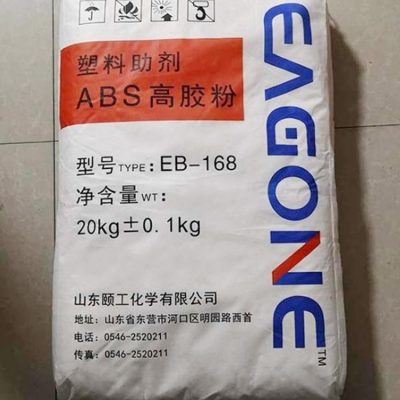 塑料助剂
ABS高胶粉
型号TYPE:EB-168
净含量WT:
20kg±0.1kg
山东颐工化学有限公司
地址:山东省东营市河口区明园路西首
电话:0546-2520211
传真:0546-2520211
EAGONE™